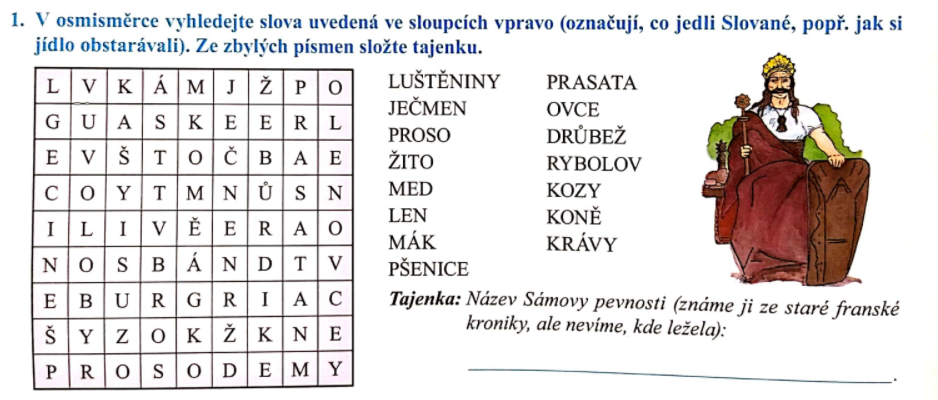 1. V osmisměrce vyhledejte slova uvedená ve sloupcích vpravo (označují, co jedli Slované, popř. jak si
jídlo obstarávali). Ze zbylých písmen složte tajenku.
L V K Á M J Ž P O
G U A S K E E R L
E V Š T O Č B A E
C O Y T M N Ů S N
I L I V Ě E R A O
N O S B Á N D T V
E B U R G R I A C
Š Y Z O K Ž K N E
P R O S O D E M Y
LUŠTĚNINY
JEČMEN
PROSO
ŽITO
MED
LEN
MÁK
PŠENICE
PRASATA
OVCE
DRŮBEŽ
RYBOLOV
KOZY
KONĚ
KRÁVY
Tajenka: Název Sámovy pevnosti (známe ji ze staré franské
kroniky, ale nevíme, kde ležela):